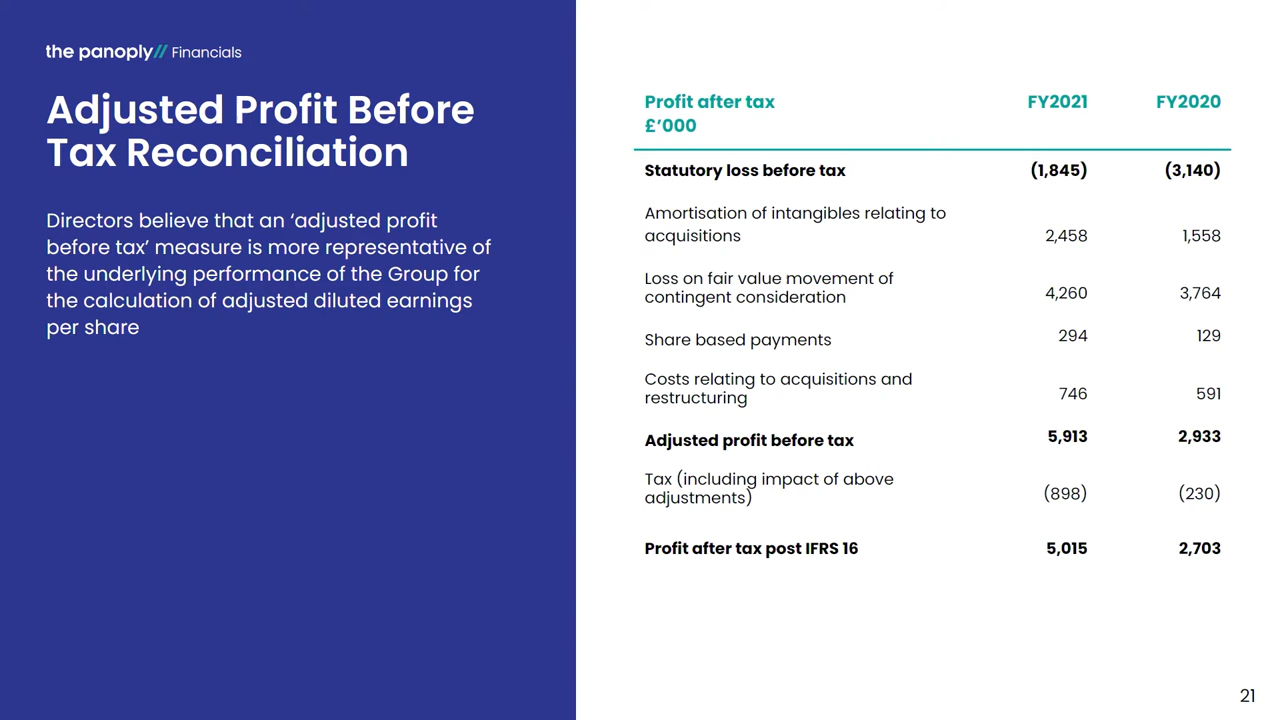 the panoply// Financials
Adjusted Profit Before
Tax Reconciliation
Directors believe that an ‘adjusted profit
before tax’ measure is more representative of
the underlying performance of the Group for
the calculation of adjusted diluted earnings
per share
Profit after tax FY2021 FY2020
£’000
Statutory loss before tax (1,845) (3,140)
Amortisation of intangibles relating to
acquisitions 2,458 1,558
Loss on fair value movement of
contingent consideration 4,260 3,764
Share based payments 294 129
Costs relating to acquisitions and
restructuring 746 591
Adjusted profit before tax 5,913 2,933
Tax (including impact of above
adjustments) (898) (230)
Profit after tax post IFRS 16 5,015 2,703
21